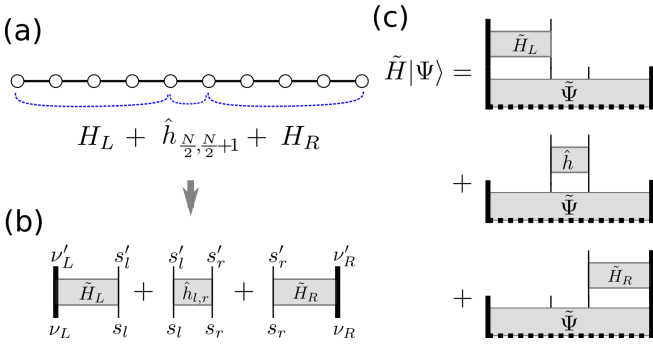 (a)
H_L + ĥ_{N/2,N/2+1} + H_R
(b)
ν'_L s'_l s'_l s'_r s'_r ν'_R
H̃_L + ĥ_{l,r} + H̃_R
ν_L s_l s_l s_r s_r ν_R
(c)
H̃|Ψ⟩ =
H̃_L
Ψ̃
+
ĥ
Ψ̃
+
H̃_R
Ψ̃